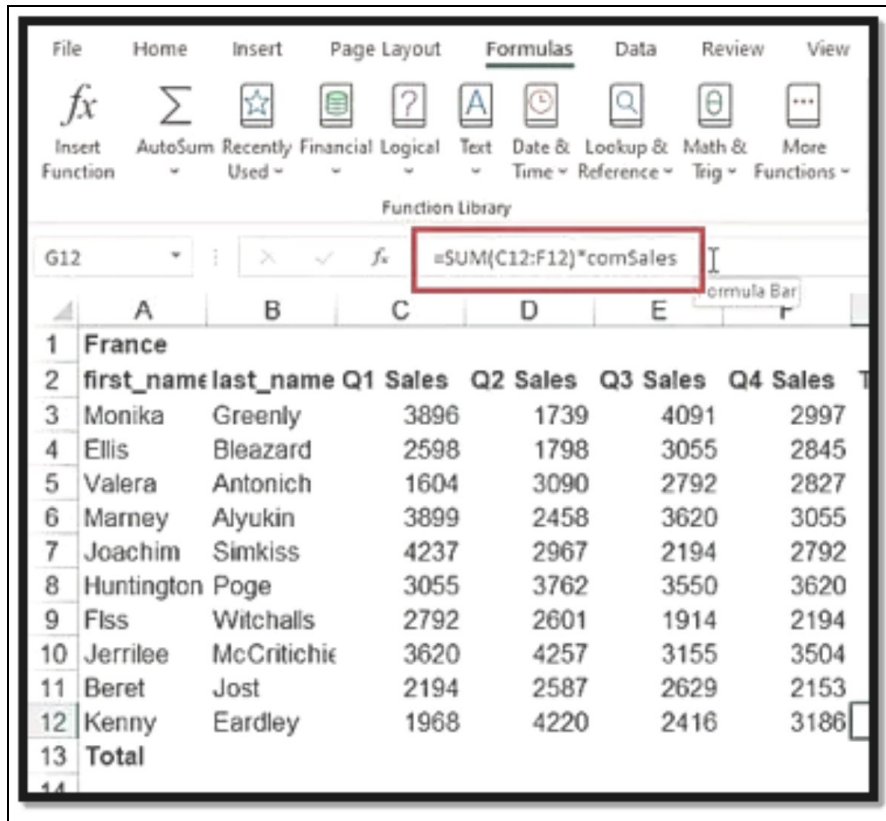 File Home Insert Page Layout Formulas Data Review View
fx
Insert AutoSum Recently Financial Logical Text Date & Lookup & Math & More
Function Used Time Reference Trig Functions
Function Library
G12 fx =SUM(C12:F12)*comSales
Formula Bar
A B C D E F
1 France
2 first_name last_name Q1 Sales Q2 Sales Q3 Sales Q4 Sales T
3 Monika Greenly 3896 1739 4091 2997
4 Ellis Bleazard 2598 1798 3055 2845
5 Valera Antonich 1604 3090 2792 2827
6 Marney Alyukin 3899 2458 3620 3055
7 Joachim Simkiss 4237 2967 2194 2792
8 Huntington Poge 3055 3762 3550 3620
9 Flss Witchalls 2792 2601 1914 2194
10 Jerrilee McCritichie 3620 4257 3155 3504
11 Beret Jost 2194 2587 2629 2153
12 Kenny Eardley 1968 4220 2416 3186
13 Total
14